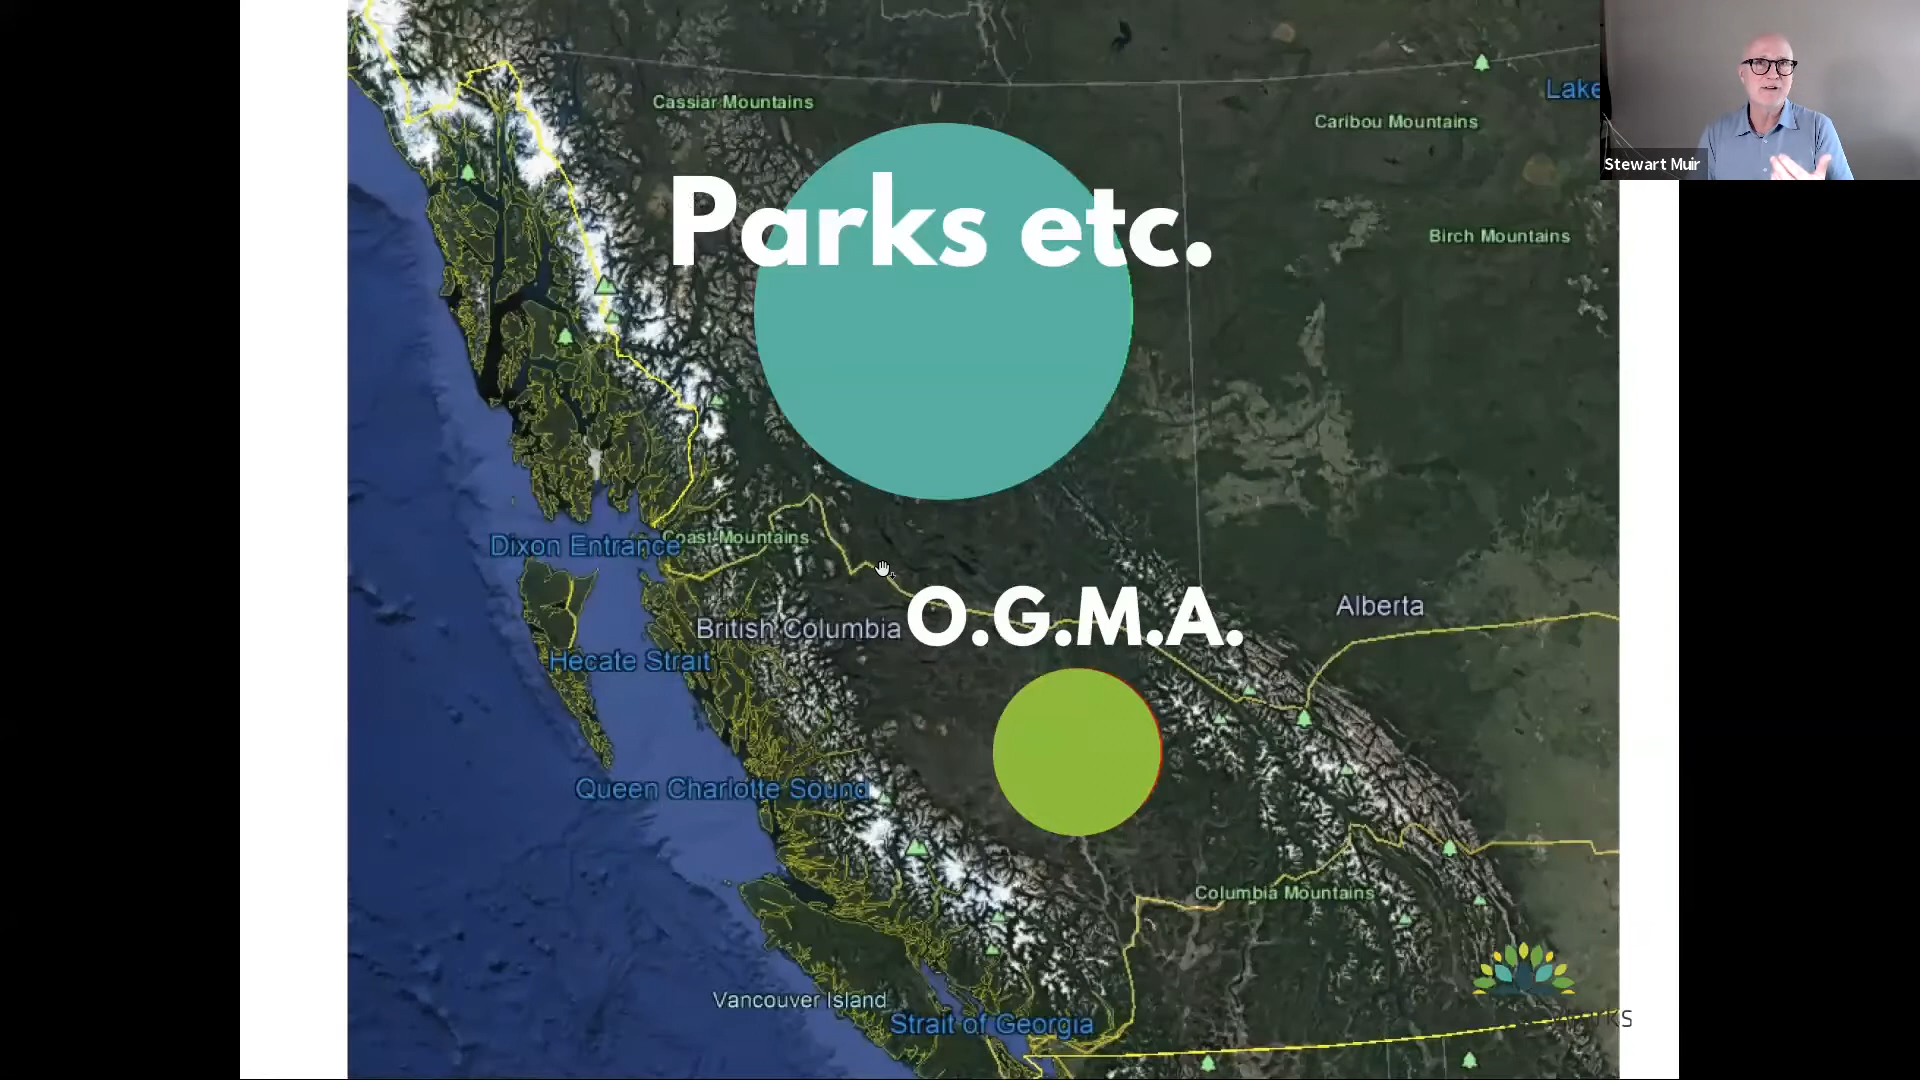 Cassiar Mountains
Lake
Caribou Mountains
Stewart Muir
Parks etc.
Birch Mountains
Dixon Entrance
Coast Mountains
O.G.M.A.
Alberta
British Columbia
Hecate Strait
Queen Charlotte Sound
Columbia Mountains
Vancouver Island
Strait of Georgia